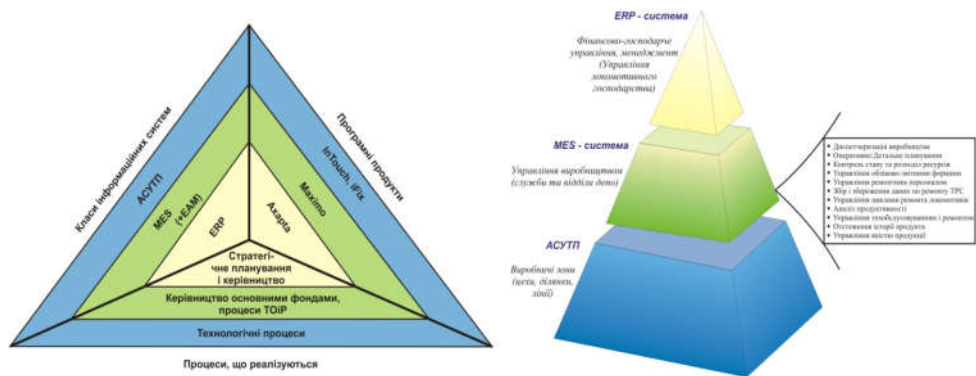 Класи інформаційних систем
Програмні продукти
АСУТП
InTouch, iFix
MES
(+EAM)
Maximo
ERP
Axapta
Стратегі-
чне планування
і керівництво
Керівництво основними фондами,
процеси ТОіР
Технологічні процеси
Процеси, що реалізуються
ERP - система
Фінансово-господарче
управління, менеджмент
(Управління
локомотивного
господарства)
MES - система
Управління виробництвом
(служби та відділи депо)
АСУТП
Виробничі зони
(цехи, ділянки,
лінії)
• Диспетчеризація виробництва
• Оперативне/Детальне планування
• Контроль стану та розподіл ресурсів
• Управління обліково-звітними формами
• Управління ремонтним персоналом
• Збір і збереження даних по ремонту ТРС
• Управління циклами ремонта локомотивів
• Аналіз продуктивності
• Управління техобслуговуванням і ремонтом
• Отстеження історії продукта
• Управління якістю продукції